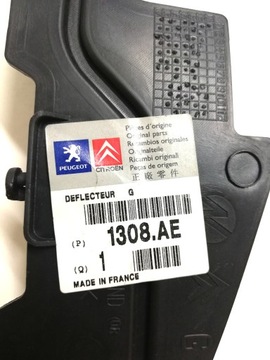 Pièces d'origine
Original parts
Ricambi originales
Originalteile
Ricambi originali
Peças de origem
正廠零件
PEUGEOT
CITROËN
DEFLECTEUR G
(P) 1308.AE
(Q) 1
MADE IN FRANCE
G